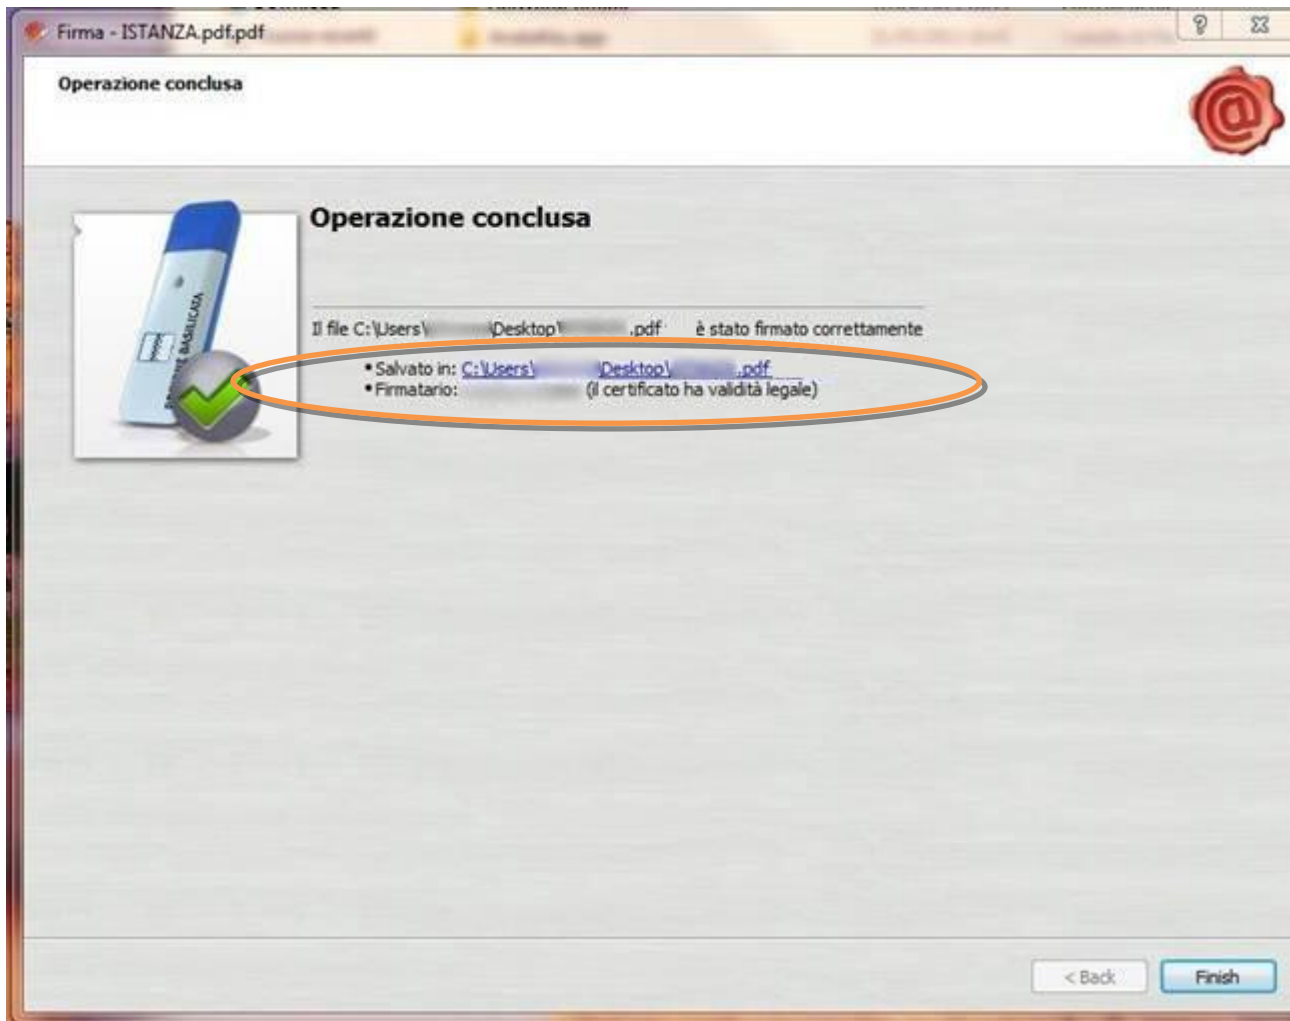 Firma - ISTANZA.pdf.pdf
Operazione conclusa
Operazione conclusa
Il file C:\Users\ \Desktop\ .pdf è stato firmato correttamente
• Salvato in: C:\Users\ \Desktop\ .pdf
• Firmatario: (il certificato ha validità legale)
BASILICATA
< Back Finish